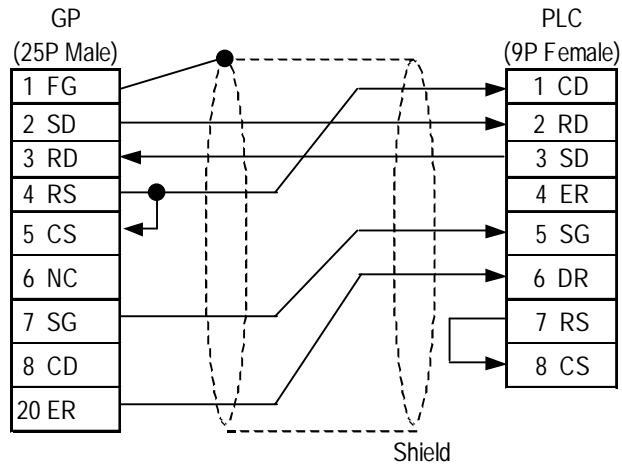 GP
(25P Male)
1 FG
2 SD
3 RD
4 RS
5 CS
6 NC
7 SG
8 CD
20 ER
PLC
(9P Female)
1 CD
2 RD
3 SD
4 ER
5 SG
6 DR
7 RS
8 CS
Shield